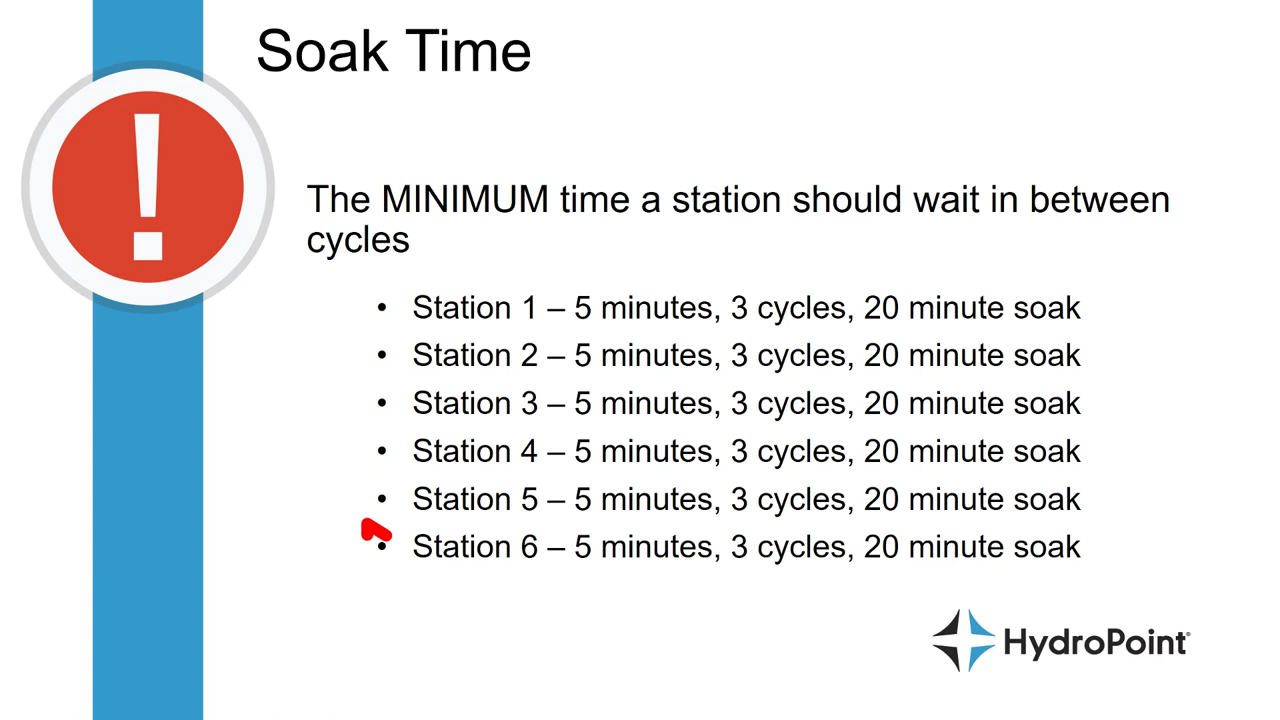 Soak Time
The MINIMUM time a station should wait in between
cycles
• Station 1 – 5 minutes, 3 cycles, 20 minute soak
• Station 2 – 5 minutes, 3 cycles, 20 minute soak
• Station 3 – 5 minutes, 3 cycles, 20 minute soak
• Station 4 – 5 minutes, 3 cycles, 20 minute soak
• Station 5 – 5 minutes, 3 cycles, 20 minute soak
• Station 6 – 5 minutes, 3 cycles, 20 minute soak
HydroPoint®